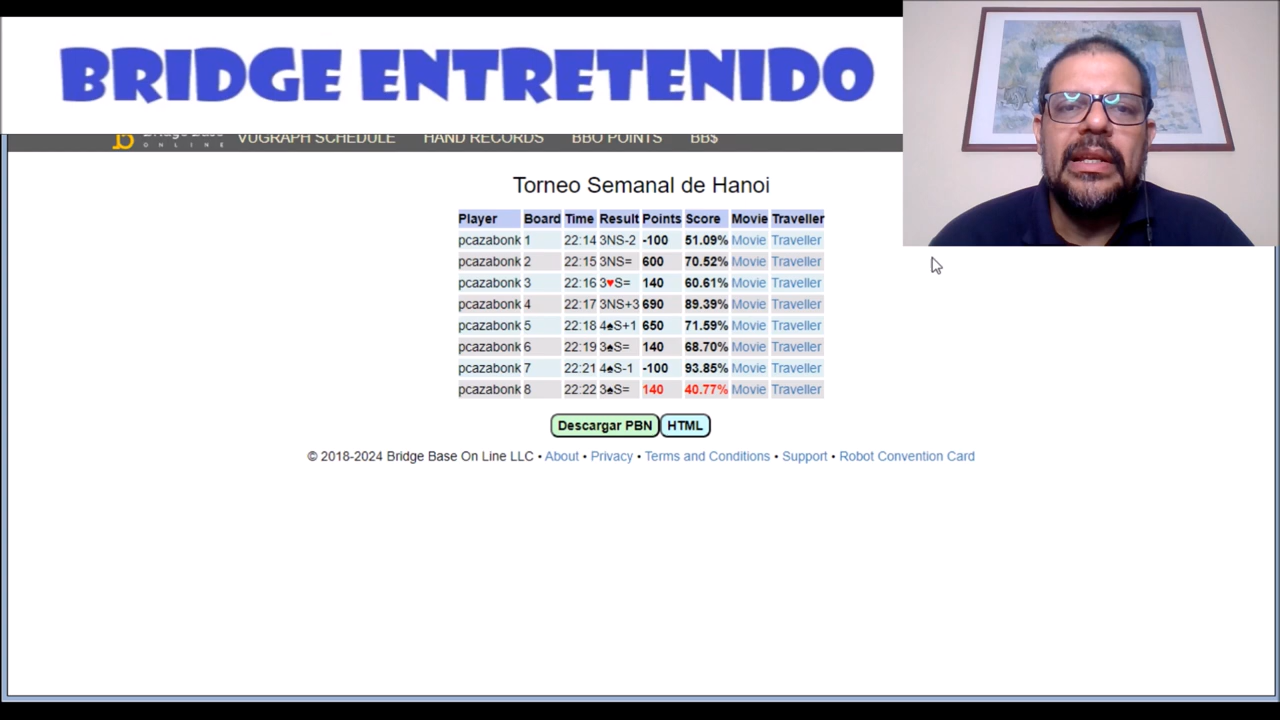 BRIDGE ENTRETENIDO
ONLINE VUGRAPH SCHEDULE HAND RECORDS BBO POINTS BB$
Torneo Semanal de Hanoi
Player Board Time Result Points Score Movie Traveller
pcazabonk 1 22:14 3NS-2 -100 51.09% Movie Traveller
pcazabonk 2 22:15 3NS= 600 70.52% Movie Traveller
pcazabonk 3 22:16 3♥S= 140 60.61% Movie Traveller
pcazabonk 4 22:17 3NS+3 690 89.39% Movie Traveller
pcazabonk 5 22:18 4♠S+1 650 71.59% Movie Traveller
pcazabonk 6 22:19 3♠S= 140 68.70% Movie Traveller
pcazabonk 7 22:21 4♠S-1 -100 93.85% Movie Traveller
pcazabonk 8 22:22 3♠S= 140 40.77% Movie Traveller
Descargar PBN HTML
© 2018-2024 Bridge Base On Line LLC • About • Privacy • Terms and Conditions • Support • Robot Convention Card